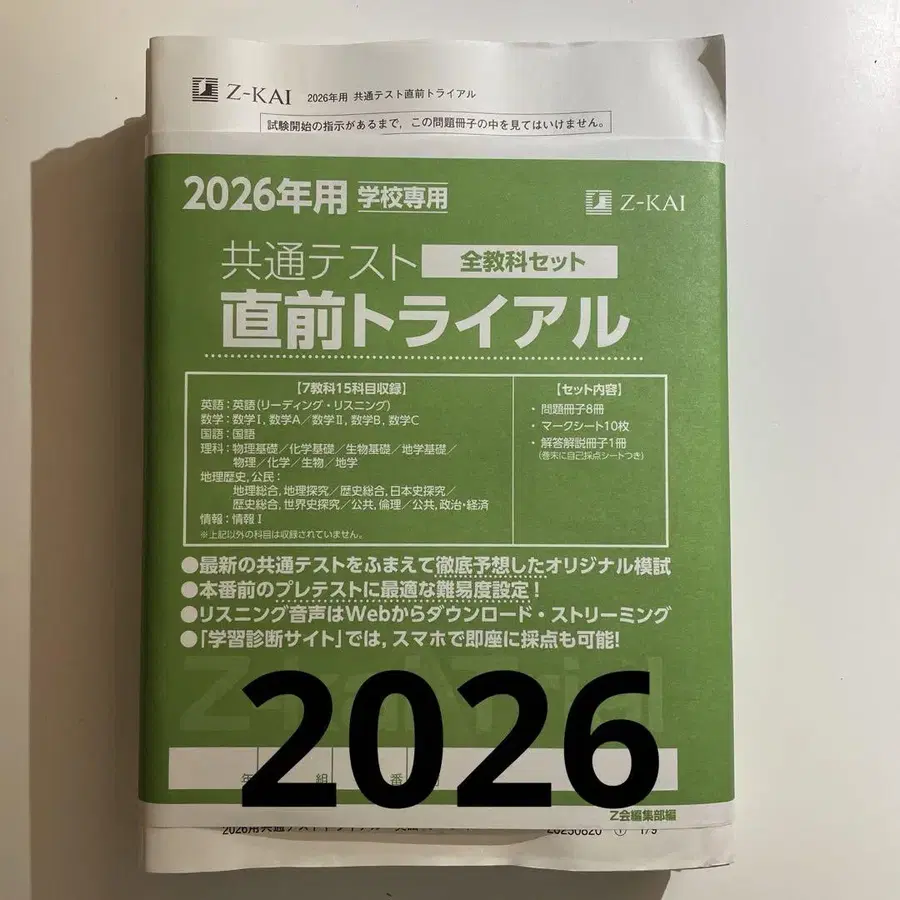 Z-KAI 2026年用 共通テスト直前トライアル
試験開始の指示があるまで，この問題冊子の中を見てはいけません。
2026年用 学校専用
Z-KAI
共通テスト 全教科セット
直前トライアル
【7教科15科目収録】
英語：英語（リーディング・リスニング）
数学：数学Ⅰ，数学A／数学Ⅱ，数学B，数学C
国語：国語
理科：物理基礎／化学基礎／生物基礎／地学基礎／
物理／化学／生物／地学
地理歴史，公民：
地理総合，地理探究／歴史総合，日本史探究／
歴史総合，世界史探究／公共，倫理／公共，政治・経済
情報：情報Ⅰ
※上記以外の科目は収録されていません。
【セット内容】
・問題冊子8冊
・マークシート10枚
・解答解説冊子1冊
（巻末に自己採点シートつき）
●最新の共通テストをふまえて徹底予想したオリジナル模試
●本番前のプレテストに最適な難易度設定！
●リスニング音声はWebからダウンロード・ストリーミング
●「学習診断サイト」では，スマホで即座に採点も可能！
Z-kai Trial
2026
年 組 番
Z会編集部編
20250820 ① 1/9